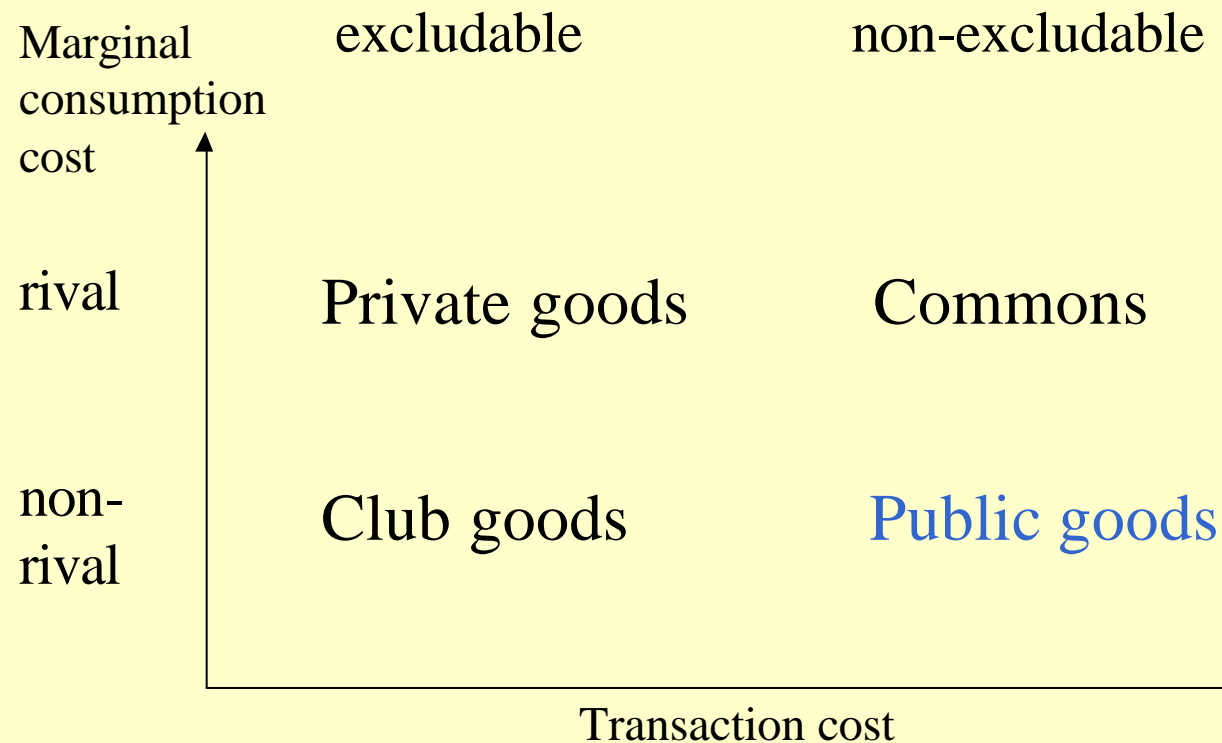 Marginal
consumption
cost
excludable
non-excludable
rival
Private goods
Commons
non-
rival
Club goods
Public goods
Transaction cost